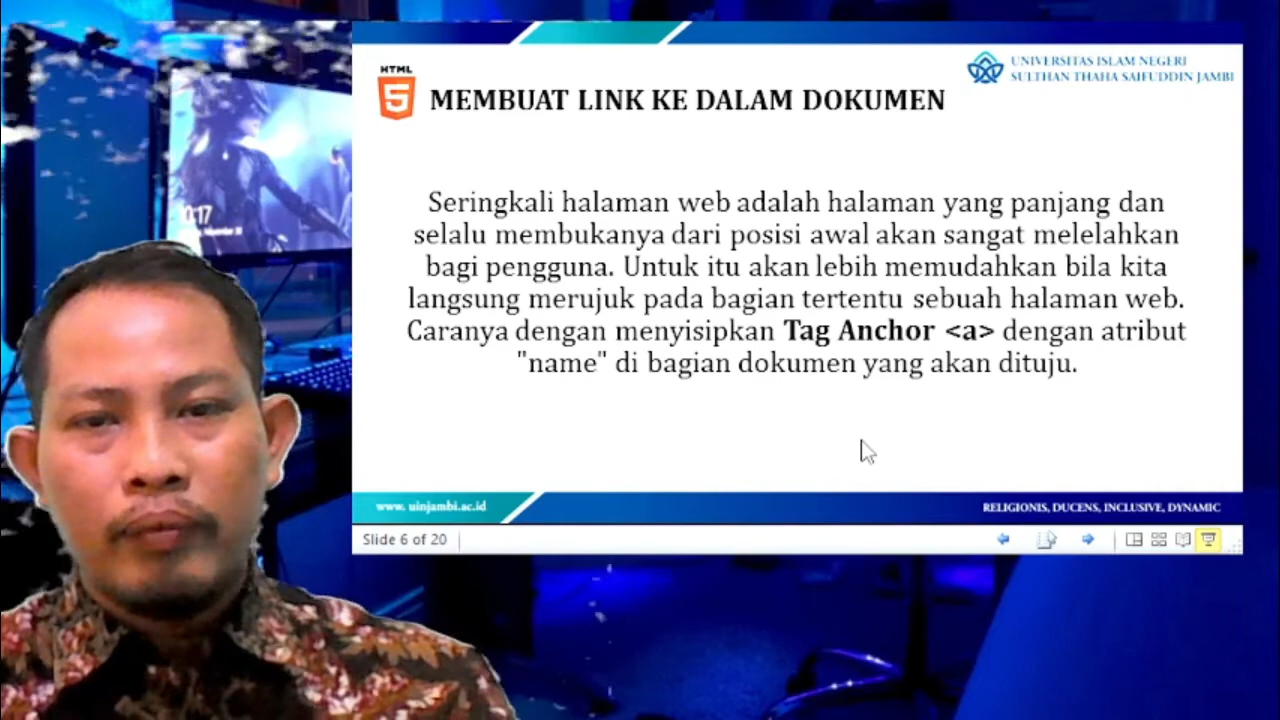 HTML
5
MEMBUAT LINK KE DALAM DOKUMEN
UNIVERSITAS ISLAM NEGERI
SULTHAN THAHA SAIFUDDIN JAMBI
Seringkali halaman web adalah halaman yang panjang dan
selalu membukanya dari posisi awal akan sangat melelahkan
bagi pengguna. Untuk itu akan lebih memudahkan bila kita
langsung merujuk pada bagian tertentu sebuah halaman web.
Caranya dengan menyisipkan Tag Anchor <a> dengan atribut
"name" di bagian dokumen yang akan dituju.
www. uinjambi.ac.id
RELIGIONIS, DUCENS, INCLUSIVE, DYNAMIC
Slide 6 of 20